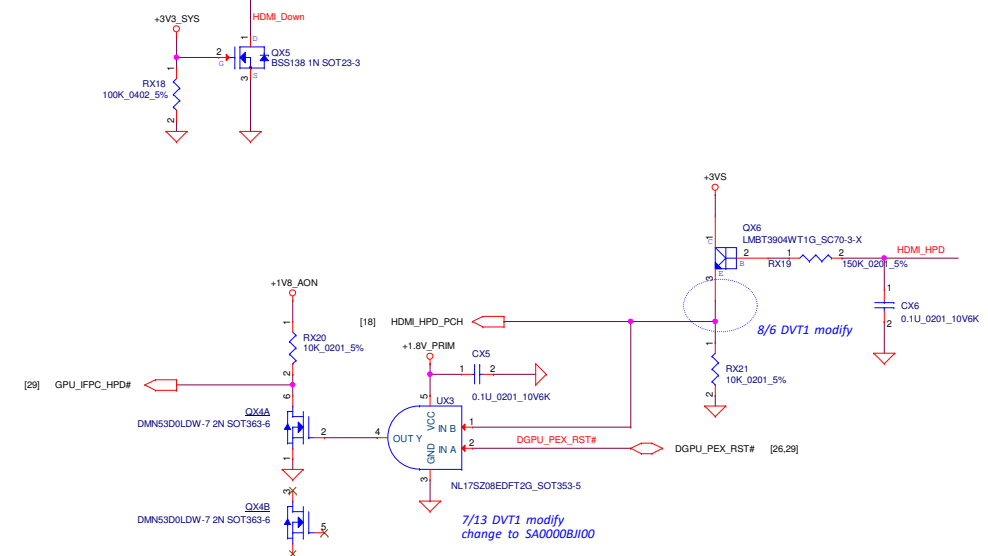 HDMI_Down
+3V3_SYS
1
D
2
G
QX5
BSS138 1N SOT23-3
3
S
1
RX18
100K_0402_5%
2
+3VS
1
C
QX6
LMBT3904WT1G_SC70-3-X
2
B
1
2
HDMI_HPD
RX19
150K_0201_5%
3
E
1
CX6
0.1U_0201_10V6K
2
+1V8_AON
[18] HDMI_HPD_PCH
8/6 DVT1 modify
1
RX20
10K_0201_5%
2
+1.8V_PRIM
CX5
1
2
0.1U_0201_10V6K
1
RX21
10K_0201_5%
2
[29] GPU_IFPC_HPD#
6
QX4A
DMN53D0LDW-7 2N SOT363-6
2
1
5
UX3
VCC
IN B
1
4
OUT Y
GND
IN A
2
DGPU_PEX_RST#
DGPU_PEX_RST# [26,29]
3
NL17SZ08EDFT2G_SOT353-5
3
QX4B
DMN53D0LDW-7 2N SOT363-6
5
7/13 DVT1 modify
change to SA0000BJI00